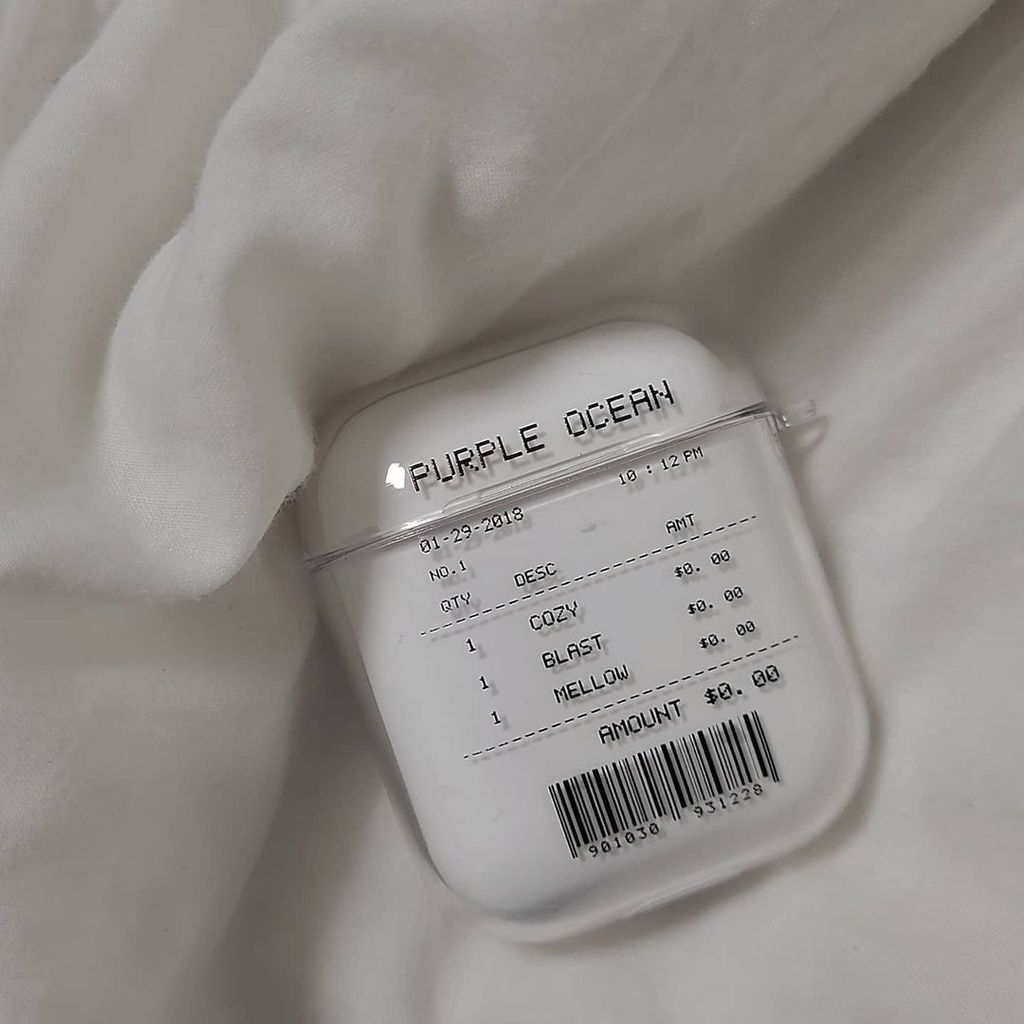 PURPLE OCEAN
01-29-2018 10:12 PM
NO.1
QTY DESC AMT
1 COZY $0.00
1 BLAST $0.00
1 MELLOW $0.00
AMOUNT $0.00
901030 931228